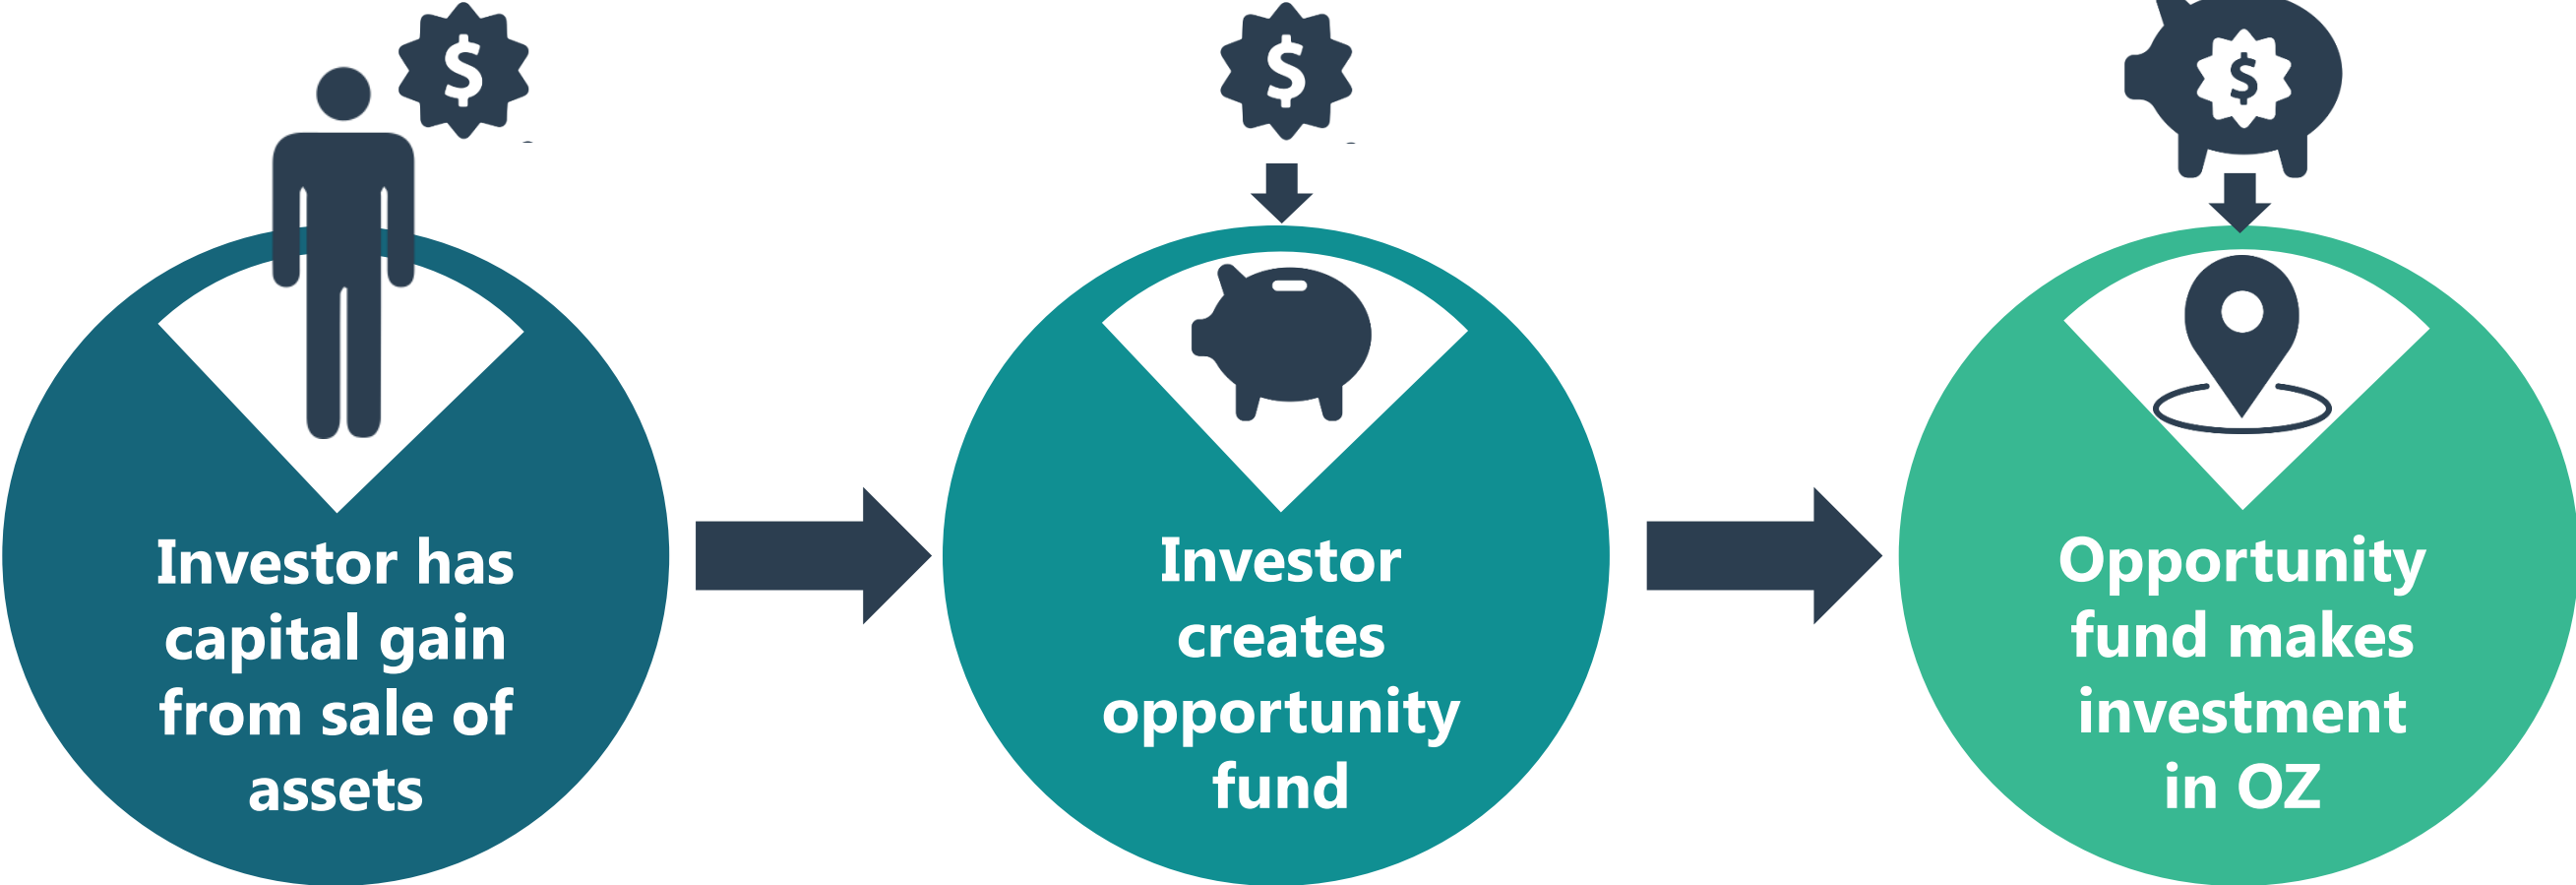 $
$
$
Investor has
capital gain
from sale of
assets
Investor
creates
opportunity
fund
Opportunity
fund makes
investment
in OZ